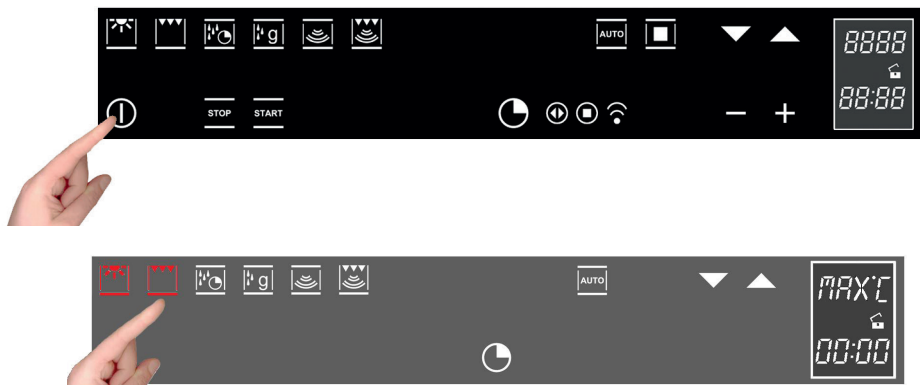 g AUTO
8888
STOP START
88:88
g AUTO
MAX°C
00:00